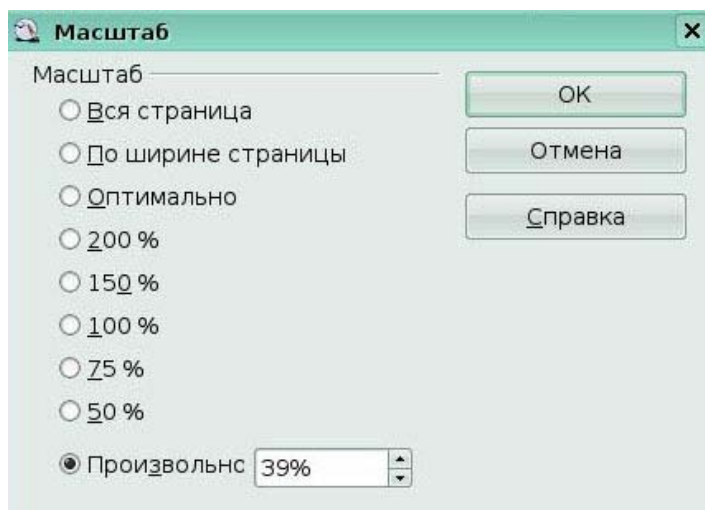 Масштаб
Масштаб
Вся страница
По ширине страницы
Оптимально
200 %
150 %
100 %
75 %
50 %
Произвольнс 39%
OK
Отмена
Справка